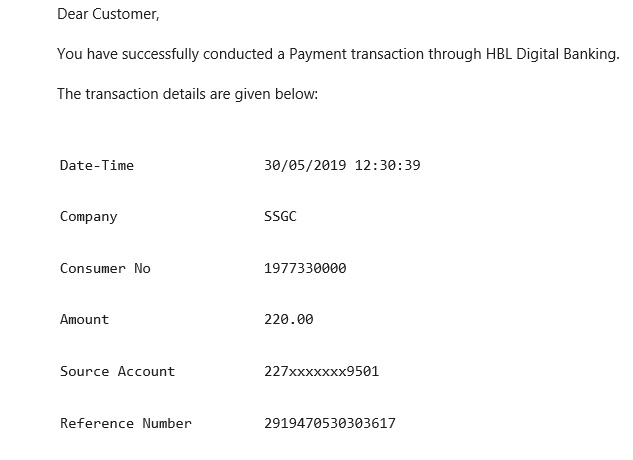 Dear Customer,
You have successfully conducted a Payment transaction through HBL Digital Banking.
The transaction details are given below:
Date-Time 30/05/2019 12:30:39
Company SSGC
Consumer No 1977330000
Amount 220.00
Source Account 227xxxxxxx9501
Reference Number 2919470530303617